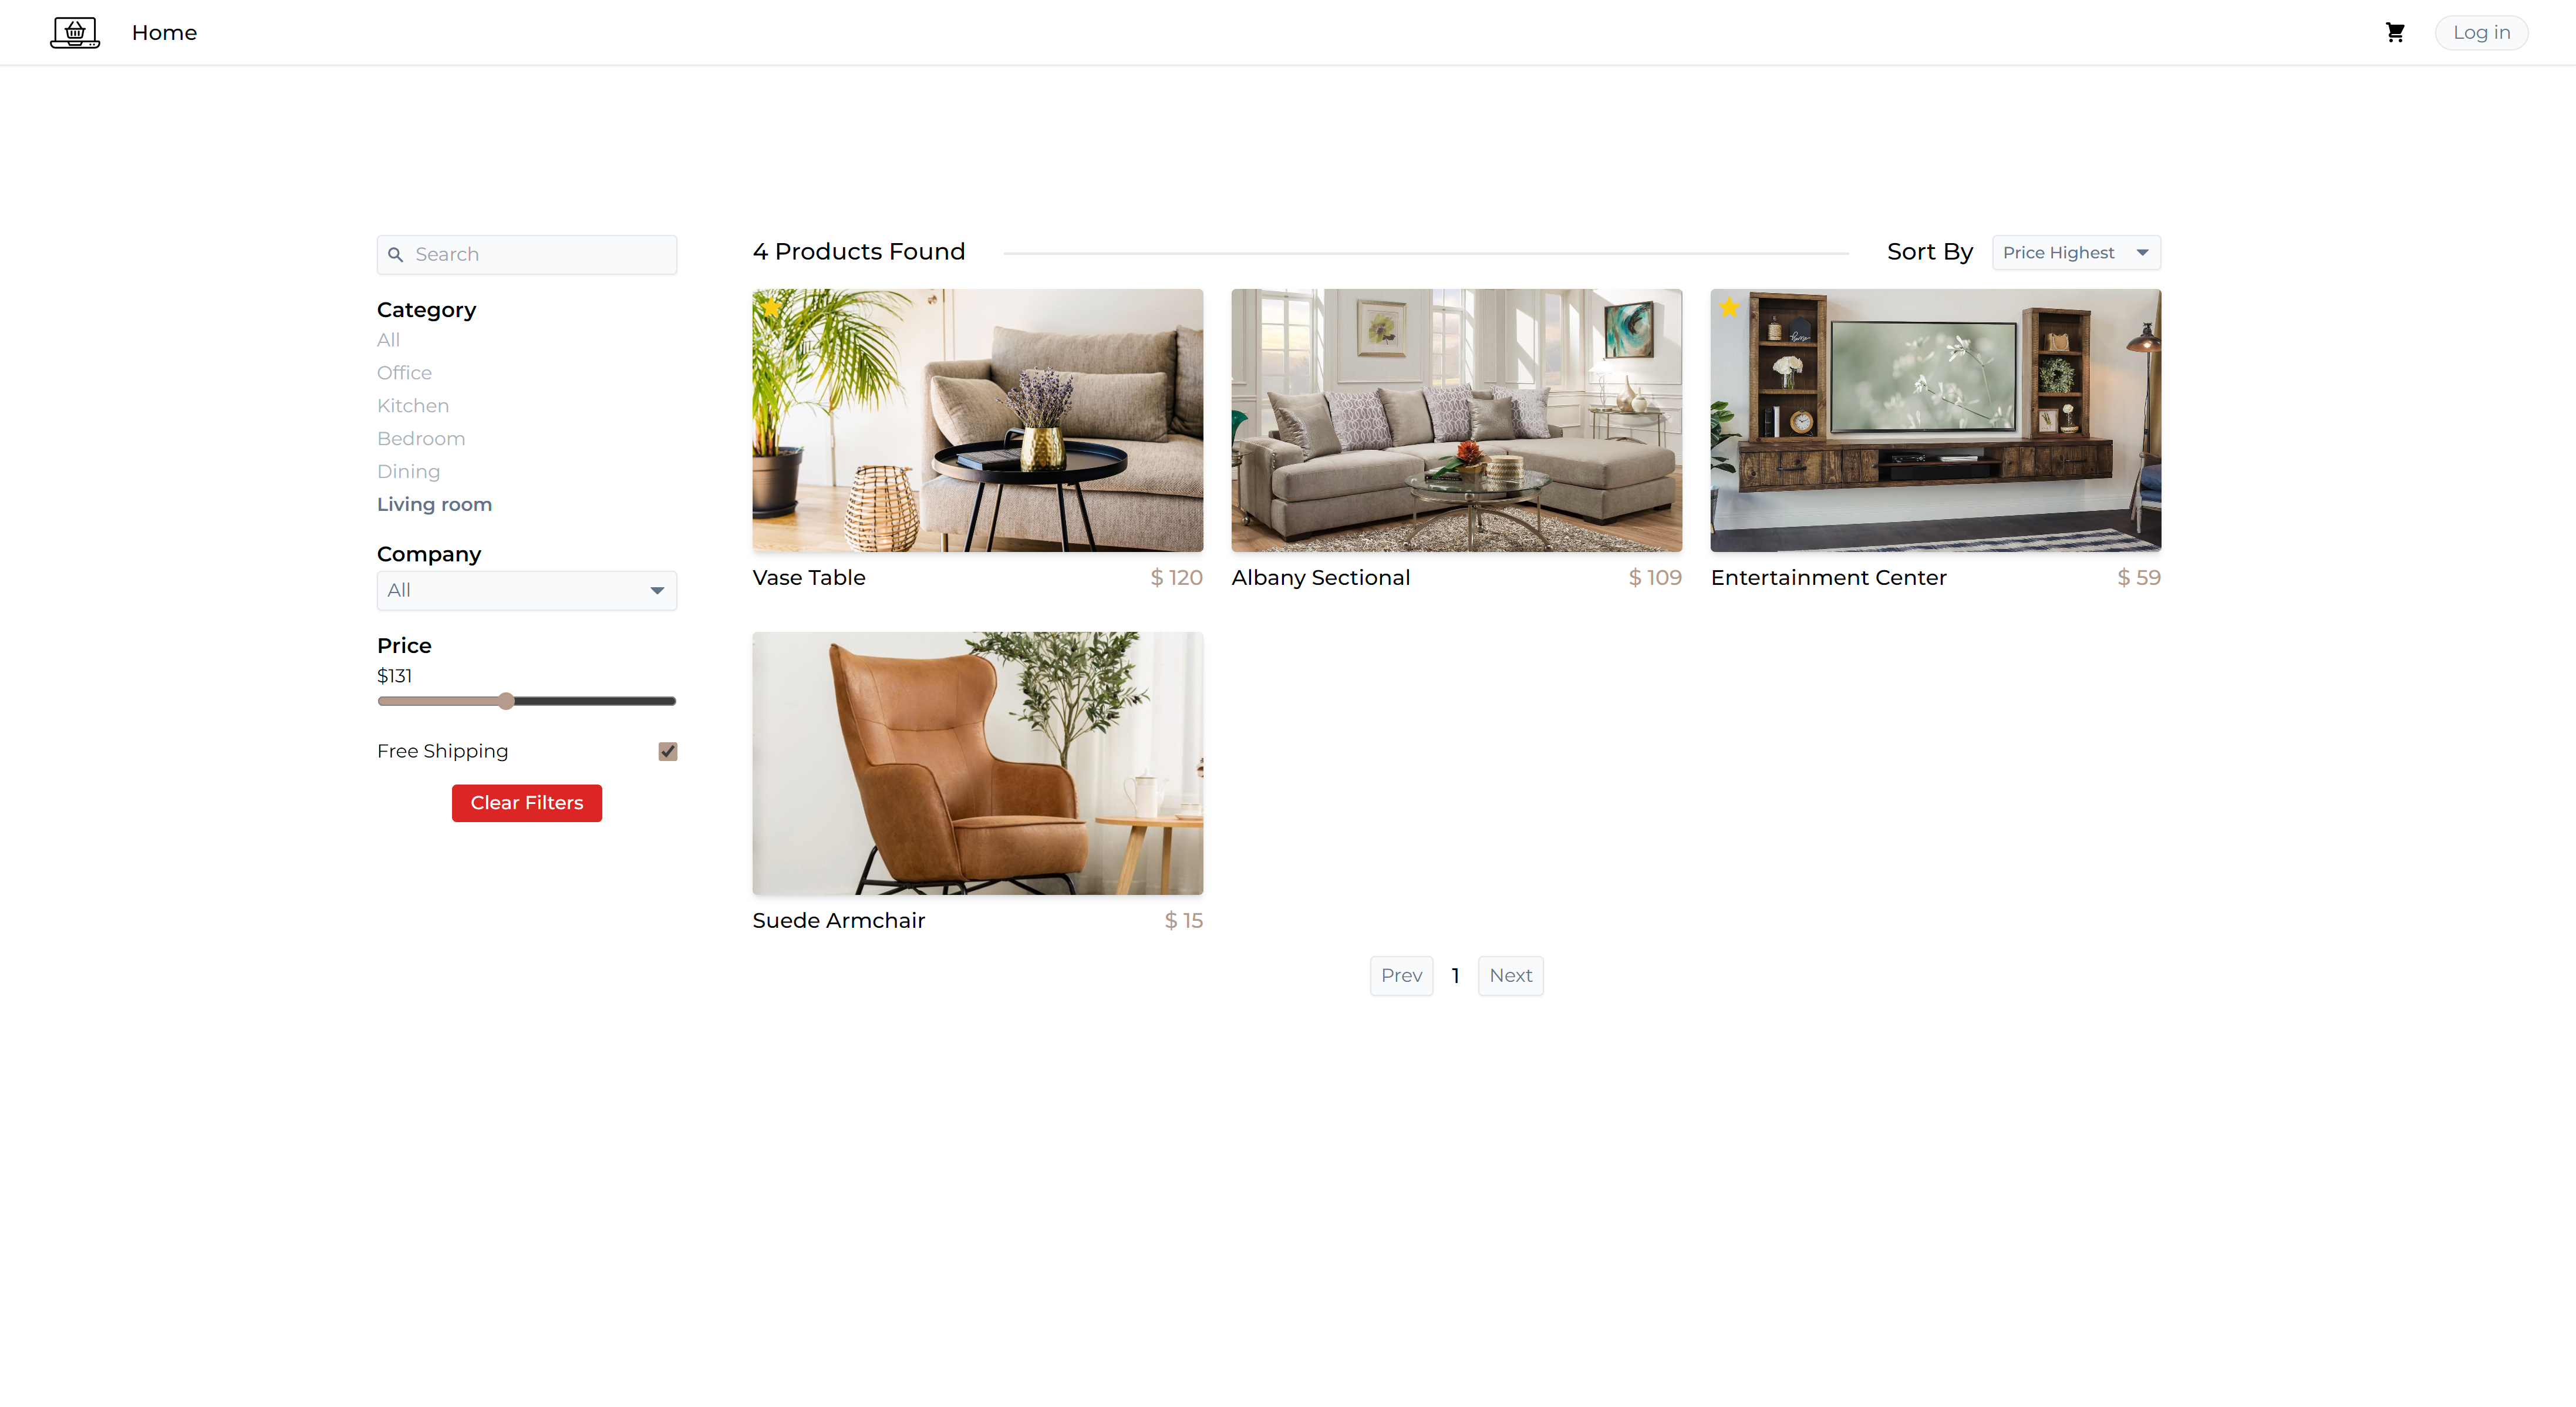 Home
Log in
Search
Category
All
Office
Kitchen
Bedroom
Dining
Living room
Company
All
Price
$131
Free Shipping
Clear Filters
4 Products Found
Sort By
Price Highest
Vase Table
$ 120
Albany Sectional
$ 109
home
Entertainment Center
$ 59
Suede Armchair
$ 15
Prev
1
Next